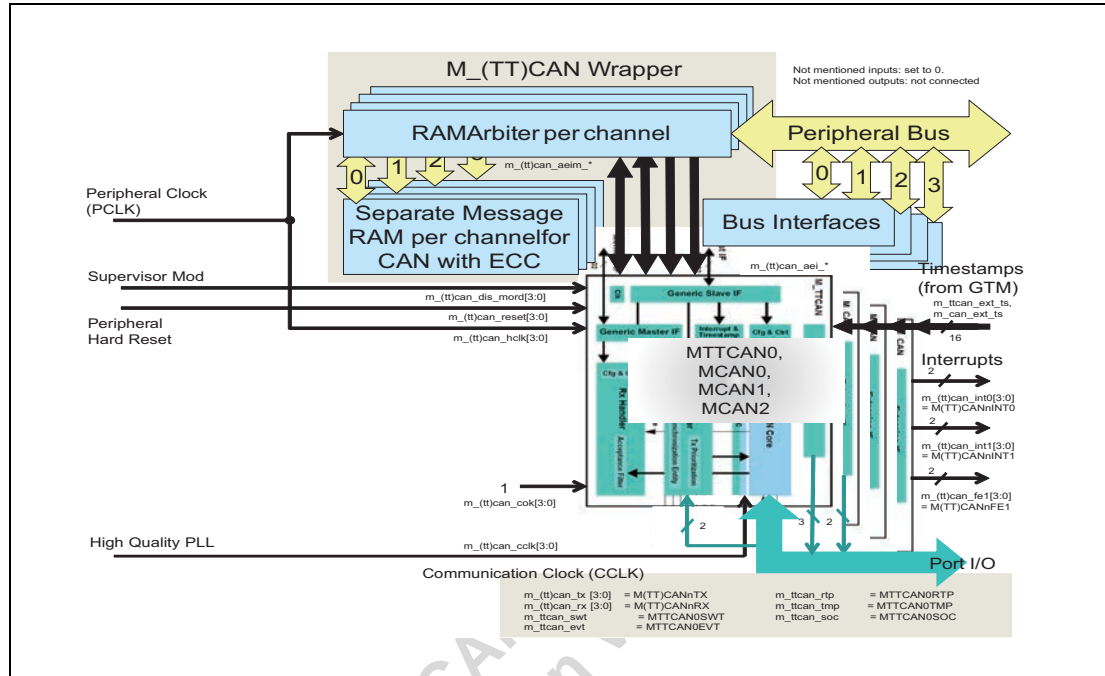 M_(TT)CAN Wrapper
Not mentioned inputs: set to 0.
Not mentioned outputs: not connected
RAMArbiter per channel
Peripheral Bus
0
1
2
m_(tt)can_aeim_*
0
1
2
3
Peripheral Clock
(PCLK)
Separate Message
RAM per channelfor
CAN with ECC
Bus Interfaces
m_(tt)can_aei_*
Supervisor Mod
m_(tt)can_dis_mord[3:0]
Timestamps
(from GTM)
m_ttcan_ext_ts,
m_can_ext_ts
16
Peripheral
Hard Reset
m_(tt)can_reset[3:0]
m_(tt)can_hclk[3:0]
Generic Slave IF
M_TTCAN
Generic Master IF
Interrupt &
Timestamp
Cfg & Ctrl
MTTCAN0,
MCAN0,
MCAN1,
MCAN2
Rx Handler
Acceptance Filter
Tx Prioritization
Interrupts
2
m_(tt)can_int0[3:0]
= M(TT)CANnINT0
2
m_(tt)can_int1[3:0]
= M(TT)CANnINT1
2
m_(tt)can_fe1[3:0]
= M(TT)CANnFE1
1
m_(tt)can_cok[3:0]
2
3
2
High Quality PLL
m_(tt)can_cclk[3:0]
Port I/O
Communication Clock (CCLK)
m_(tt)can_tx [3:0] = M(TT)CANnTX
m_(tt)can_rx [3:0] = M(TT)CANnRX
m_ttcan_swt = MTTCAN0SWT
m_ttcan_evt = MTTCAN0EVT
m_ttcan_rtp = MTTCAN0RTP
m_ttcan_tmp = MTTCAN0TMP
m_ttcan_soc = MTTCAN0SOC